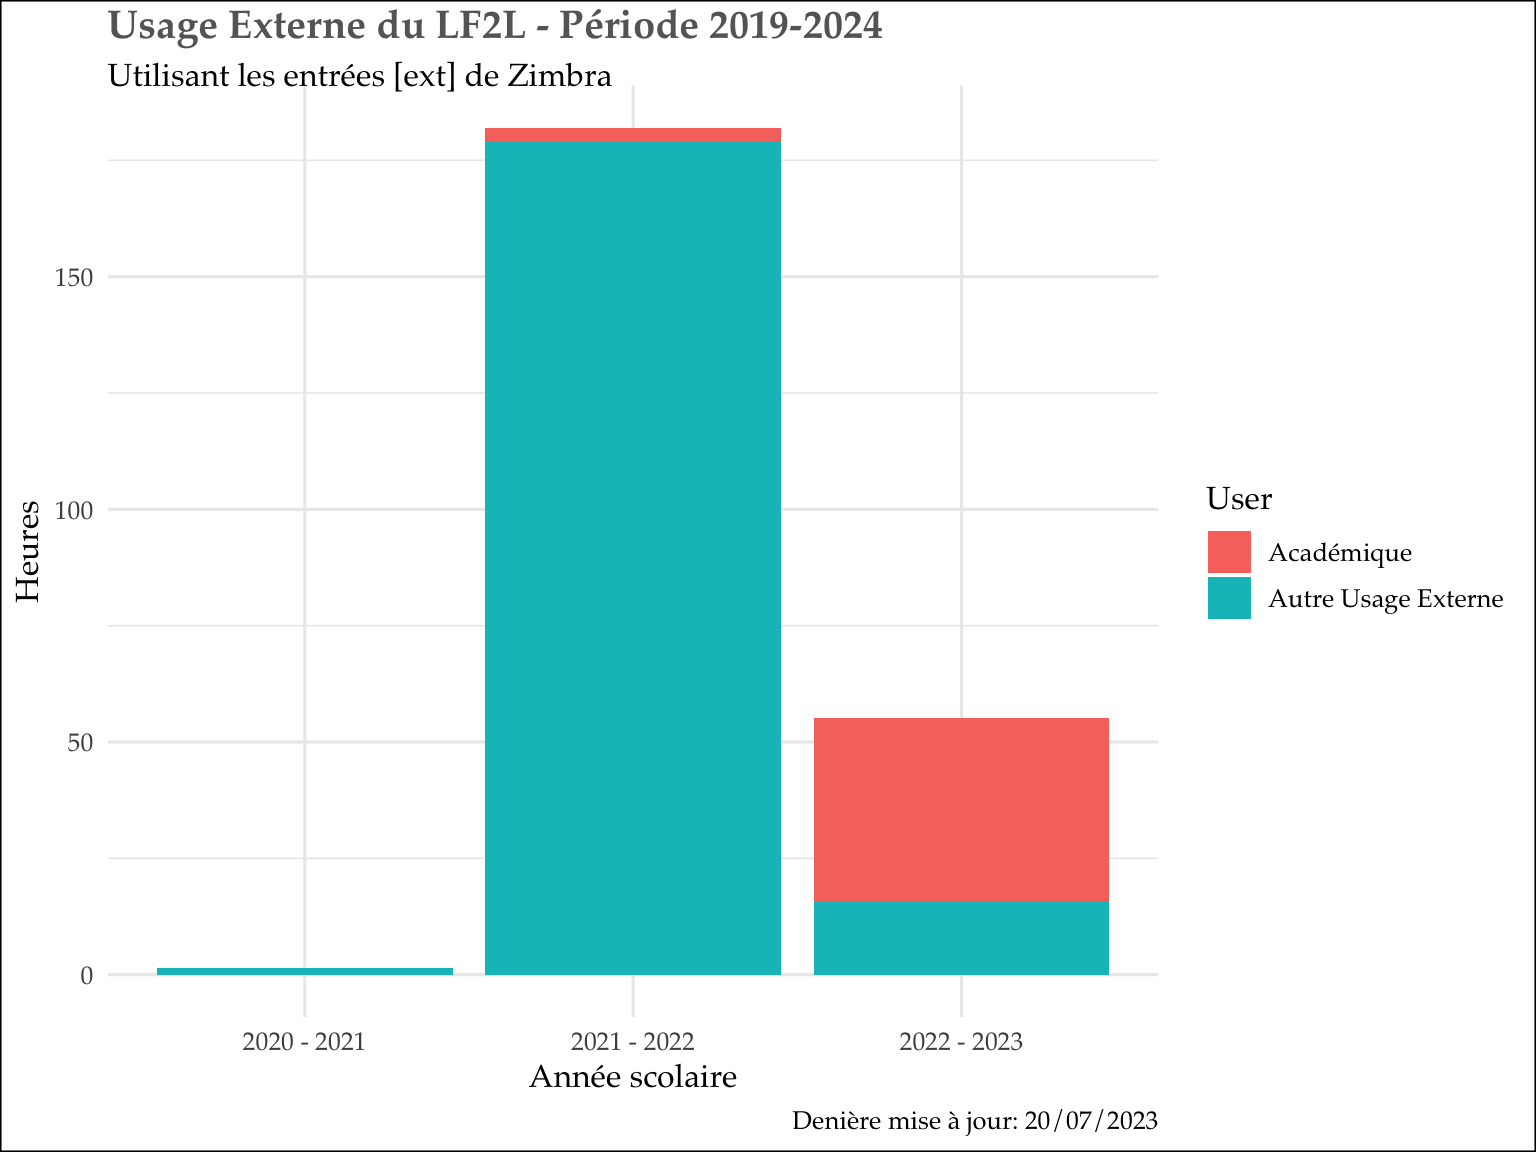 Usage Externe du LF2L - Période 2019-2024
Utilisant les entrées [ext] de Zimbra
150
100
50
0
Heures
2020 - 2021
2021 - 2022
2022 - 2023
Année scolaire
User
Académique
Autre Usage Externe
Denière mise à jour: 20/07/2023